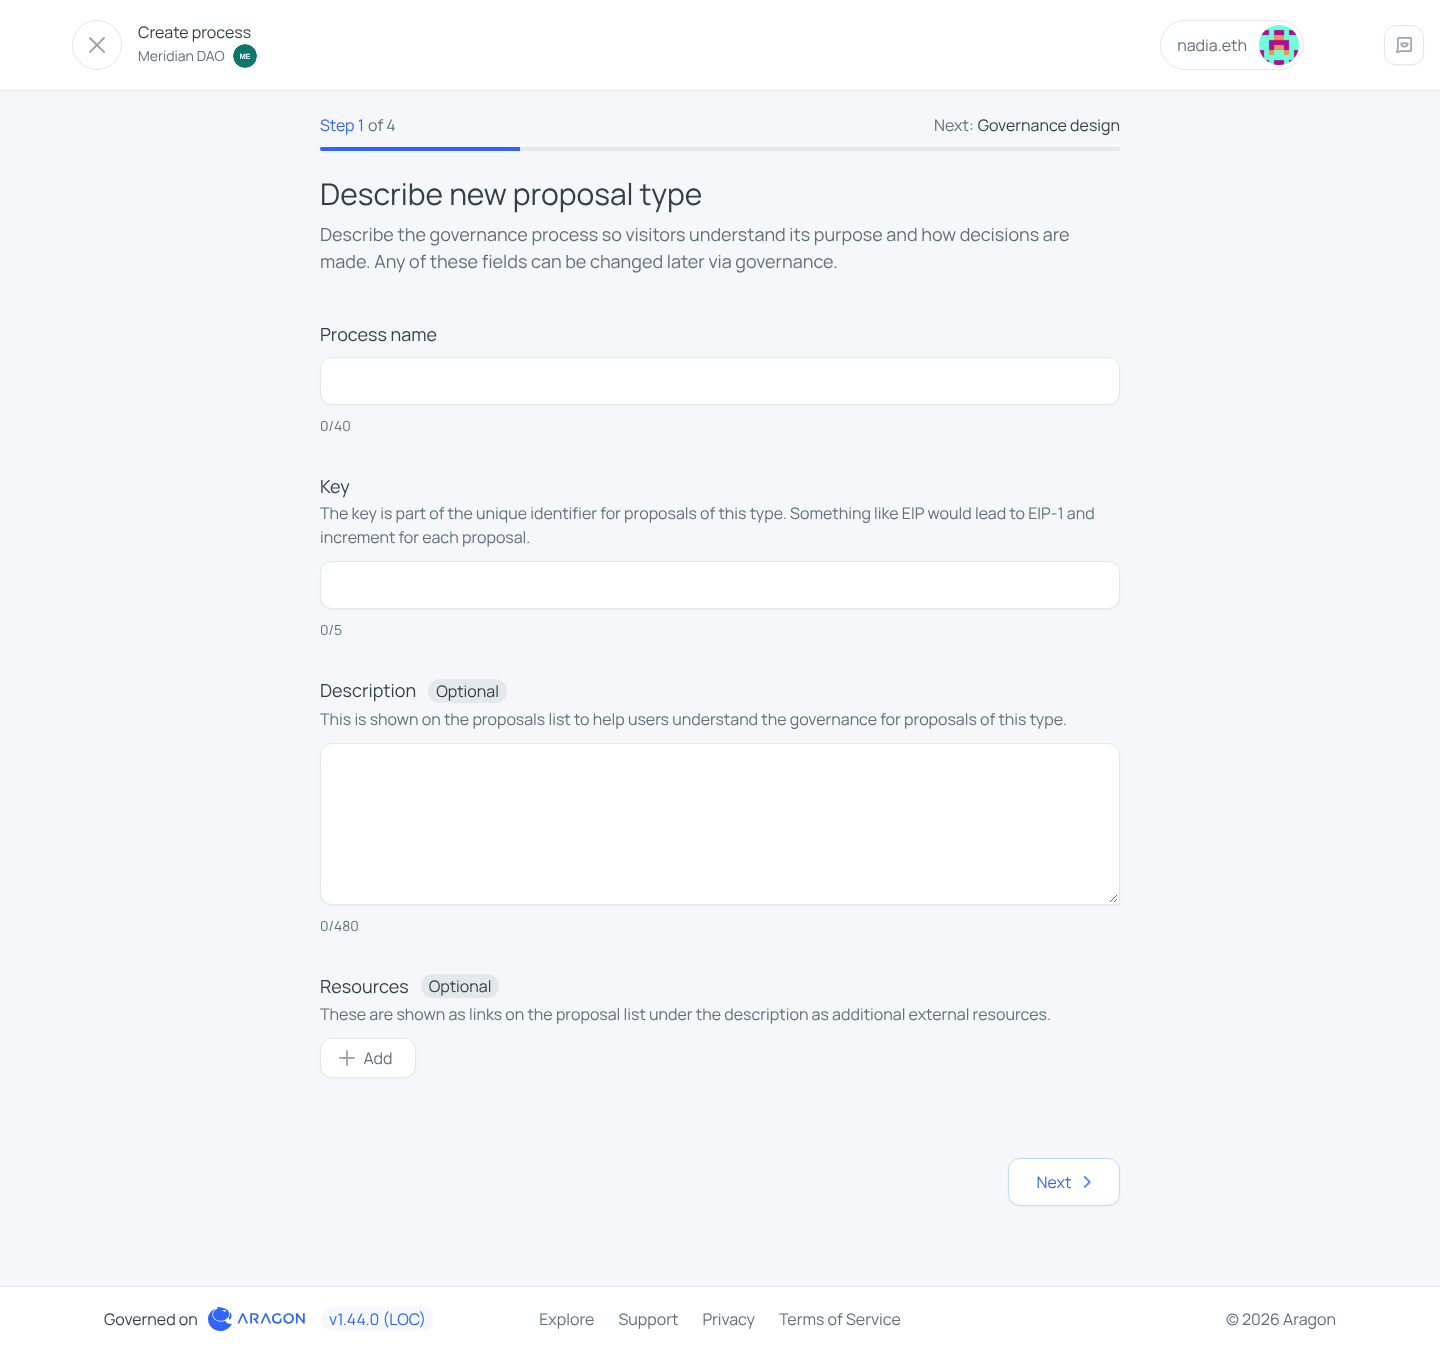 Create process
Meridian DAO ME
nadia.eth
Step 1 of 4
Next: Governance design
Describe new proposal type
Describe the governance process so visitors understand its purpose and how decisions are
made. Any of these fields can be changed later via governance.
Process name
0/40
Key
The key is part of the unique identifier for proposals of this type. Something like EIP would lead to EIP-1 and
increment for each proposal.
0/5
Description Optional
This is shown on the proposals list to help users understand the governance for proposals of this type.
0/480
Resources Optional
These are shown as links on the proposal list under the description as additional external resources.
Add
Next
Governed on ARAGON v1.44.0 (LOC)
Explore Support Privacy Terms of Service
© 2026 Aragon